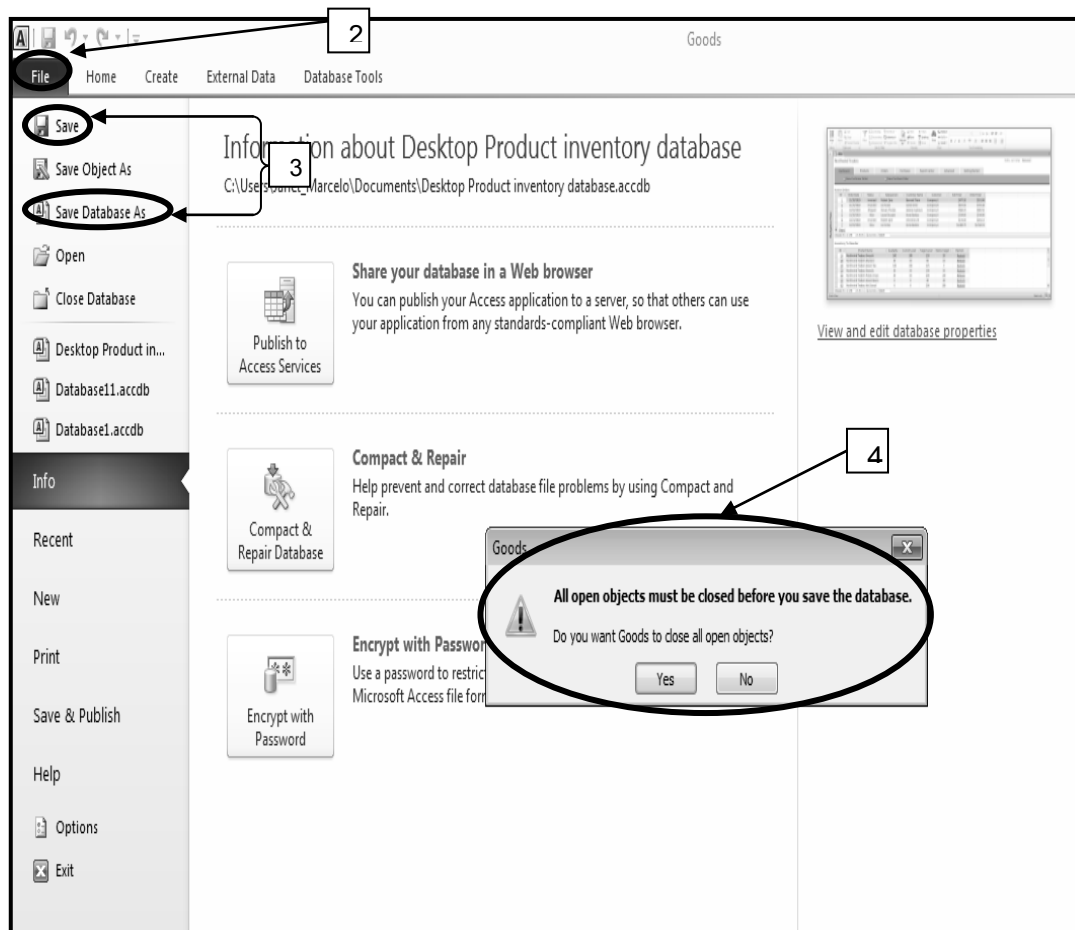 2
Goods
File Home Create External Data Database Tools
Save
Save Object As
Save Database As
Open
Close Database
Desktop Product in...
Database11.accdb
Database1.accdb
Info
Recent
New
Print
Save & Publish
Help
Options
Exit
3
Information about Desktop Product inventory database
C:\Users\ _Marcelo\Documents\Desktop Product inventory database.accdb
Publish to
Access Services
Share your database in a Web browser
You can publish your Access application to a server, so that others can use
your application from any standards-compliant Web browser.
Compact &
Repair Database
Compact & Repair
Help prevent and correct database file problems by using Compact and
Repair.
Encrypt with
Password
Encrypt with Passwor
Use a password to restric
Microsoft Access file for
View and edit database properties
4
Goods
All open objects must be closed before you save the database.
Do you want Goods to close all open objects?
Yes No